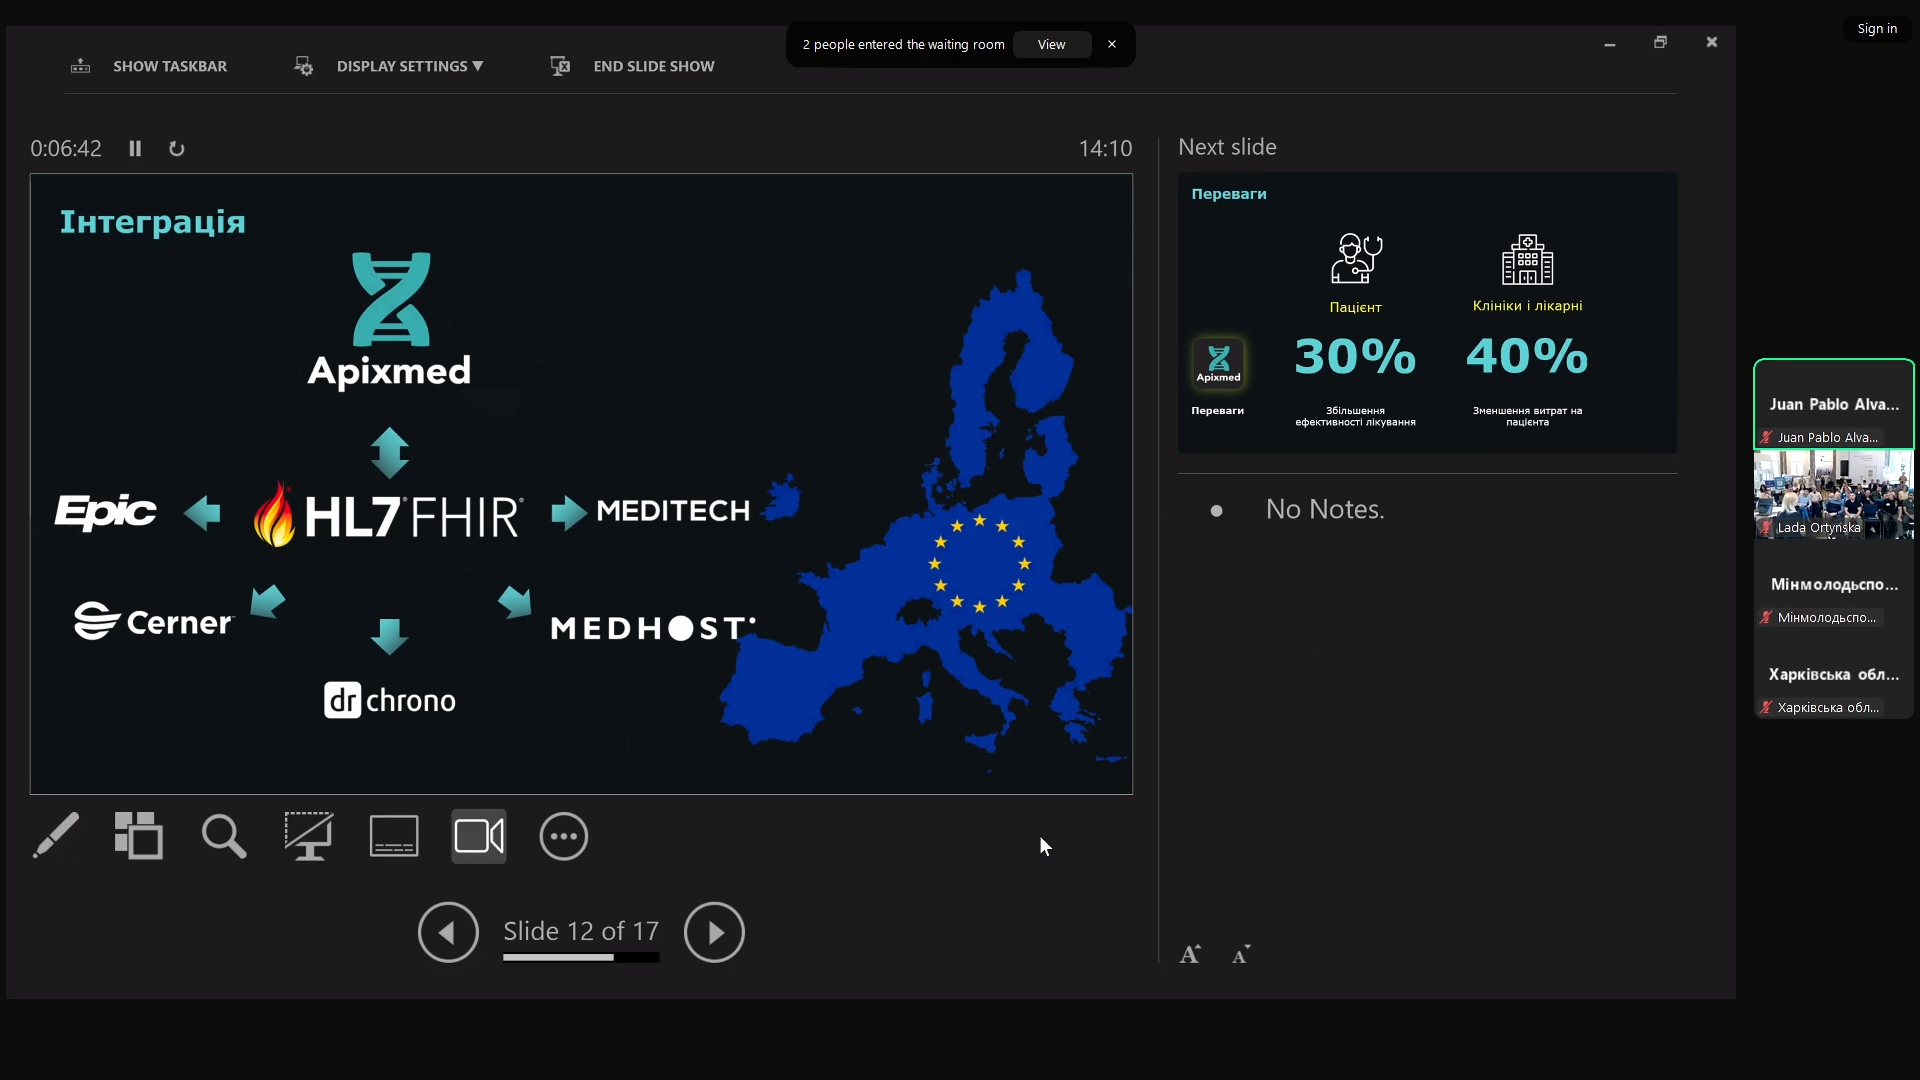 Sign in
2 people entered the waiting room View
SHOW TASKBAR
DISPLAY SETTINGS ▼
END SLIDE SHOW
0:06:42
14:10
Інтеграція
Apixmed
Epic
HL7® FHIR®
MEDITECH
Cerner
MEDHOST
dr chrono
Slide 12 of 17
Next slide
Переваги
Пацієнт
Клініки і лікарні
30%
40%
Apixmed
Переваги
Збільшення
ефективності лікування
Зменшення витрат на
пацієнта
• No Notes.
A A
Juan Pablo Alva...
Juan Pablo Alva...
Lada Ortynska
Мінмолодьспо...
Мінмолодьспо...
Харківська обл...
Харківська обл...